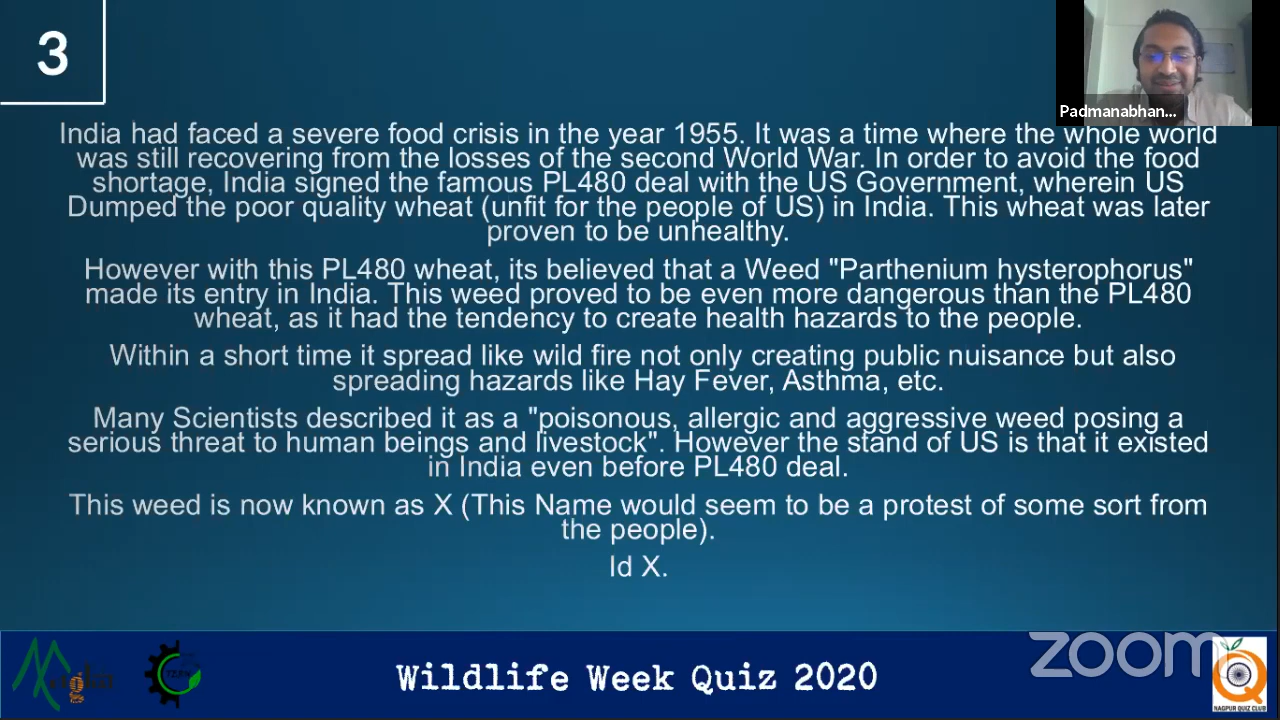 3
Padmanabhan...
India had faced a severe food crisis in the year 1955. It was a time where the whole world
was still recovering from the losses of the second World War. In order to avoid the food
shortage, India signed the famous PL480 deal with the US Government, wherein US
Dumped the poor quality wheat (unfit for the people of US) in India. This wheat was later
proven to be unhealthy.
However with this PL480 wheat, its believed that a Weed "Parthenium hysterophorus"
made its entry in India. This weed proved to be even more dangerous than the PL480
wheat, as it had the tendency to create health hazards to the people.
Within a short time it spread like wild fire not only creating public nuisance but also
spreading hazards like Hay Fever, Asthma, etc.
Many Scientists described it as a "poisonous, allergic and aggressive weed posing a
serious threat to human beings and livestock". However the stand of US is that it existed
in India even before PL480 deal.
This weed is now known as X (This Name would seem to be a protest of some sort from
the people).
Id X.
Wildlife Week Quiz 2020
zoom
NAGPUR QUIZ CLUB